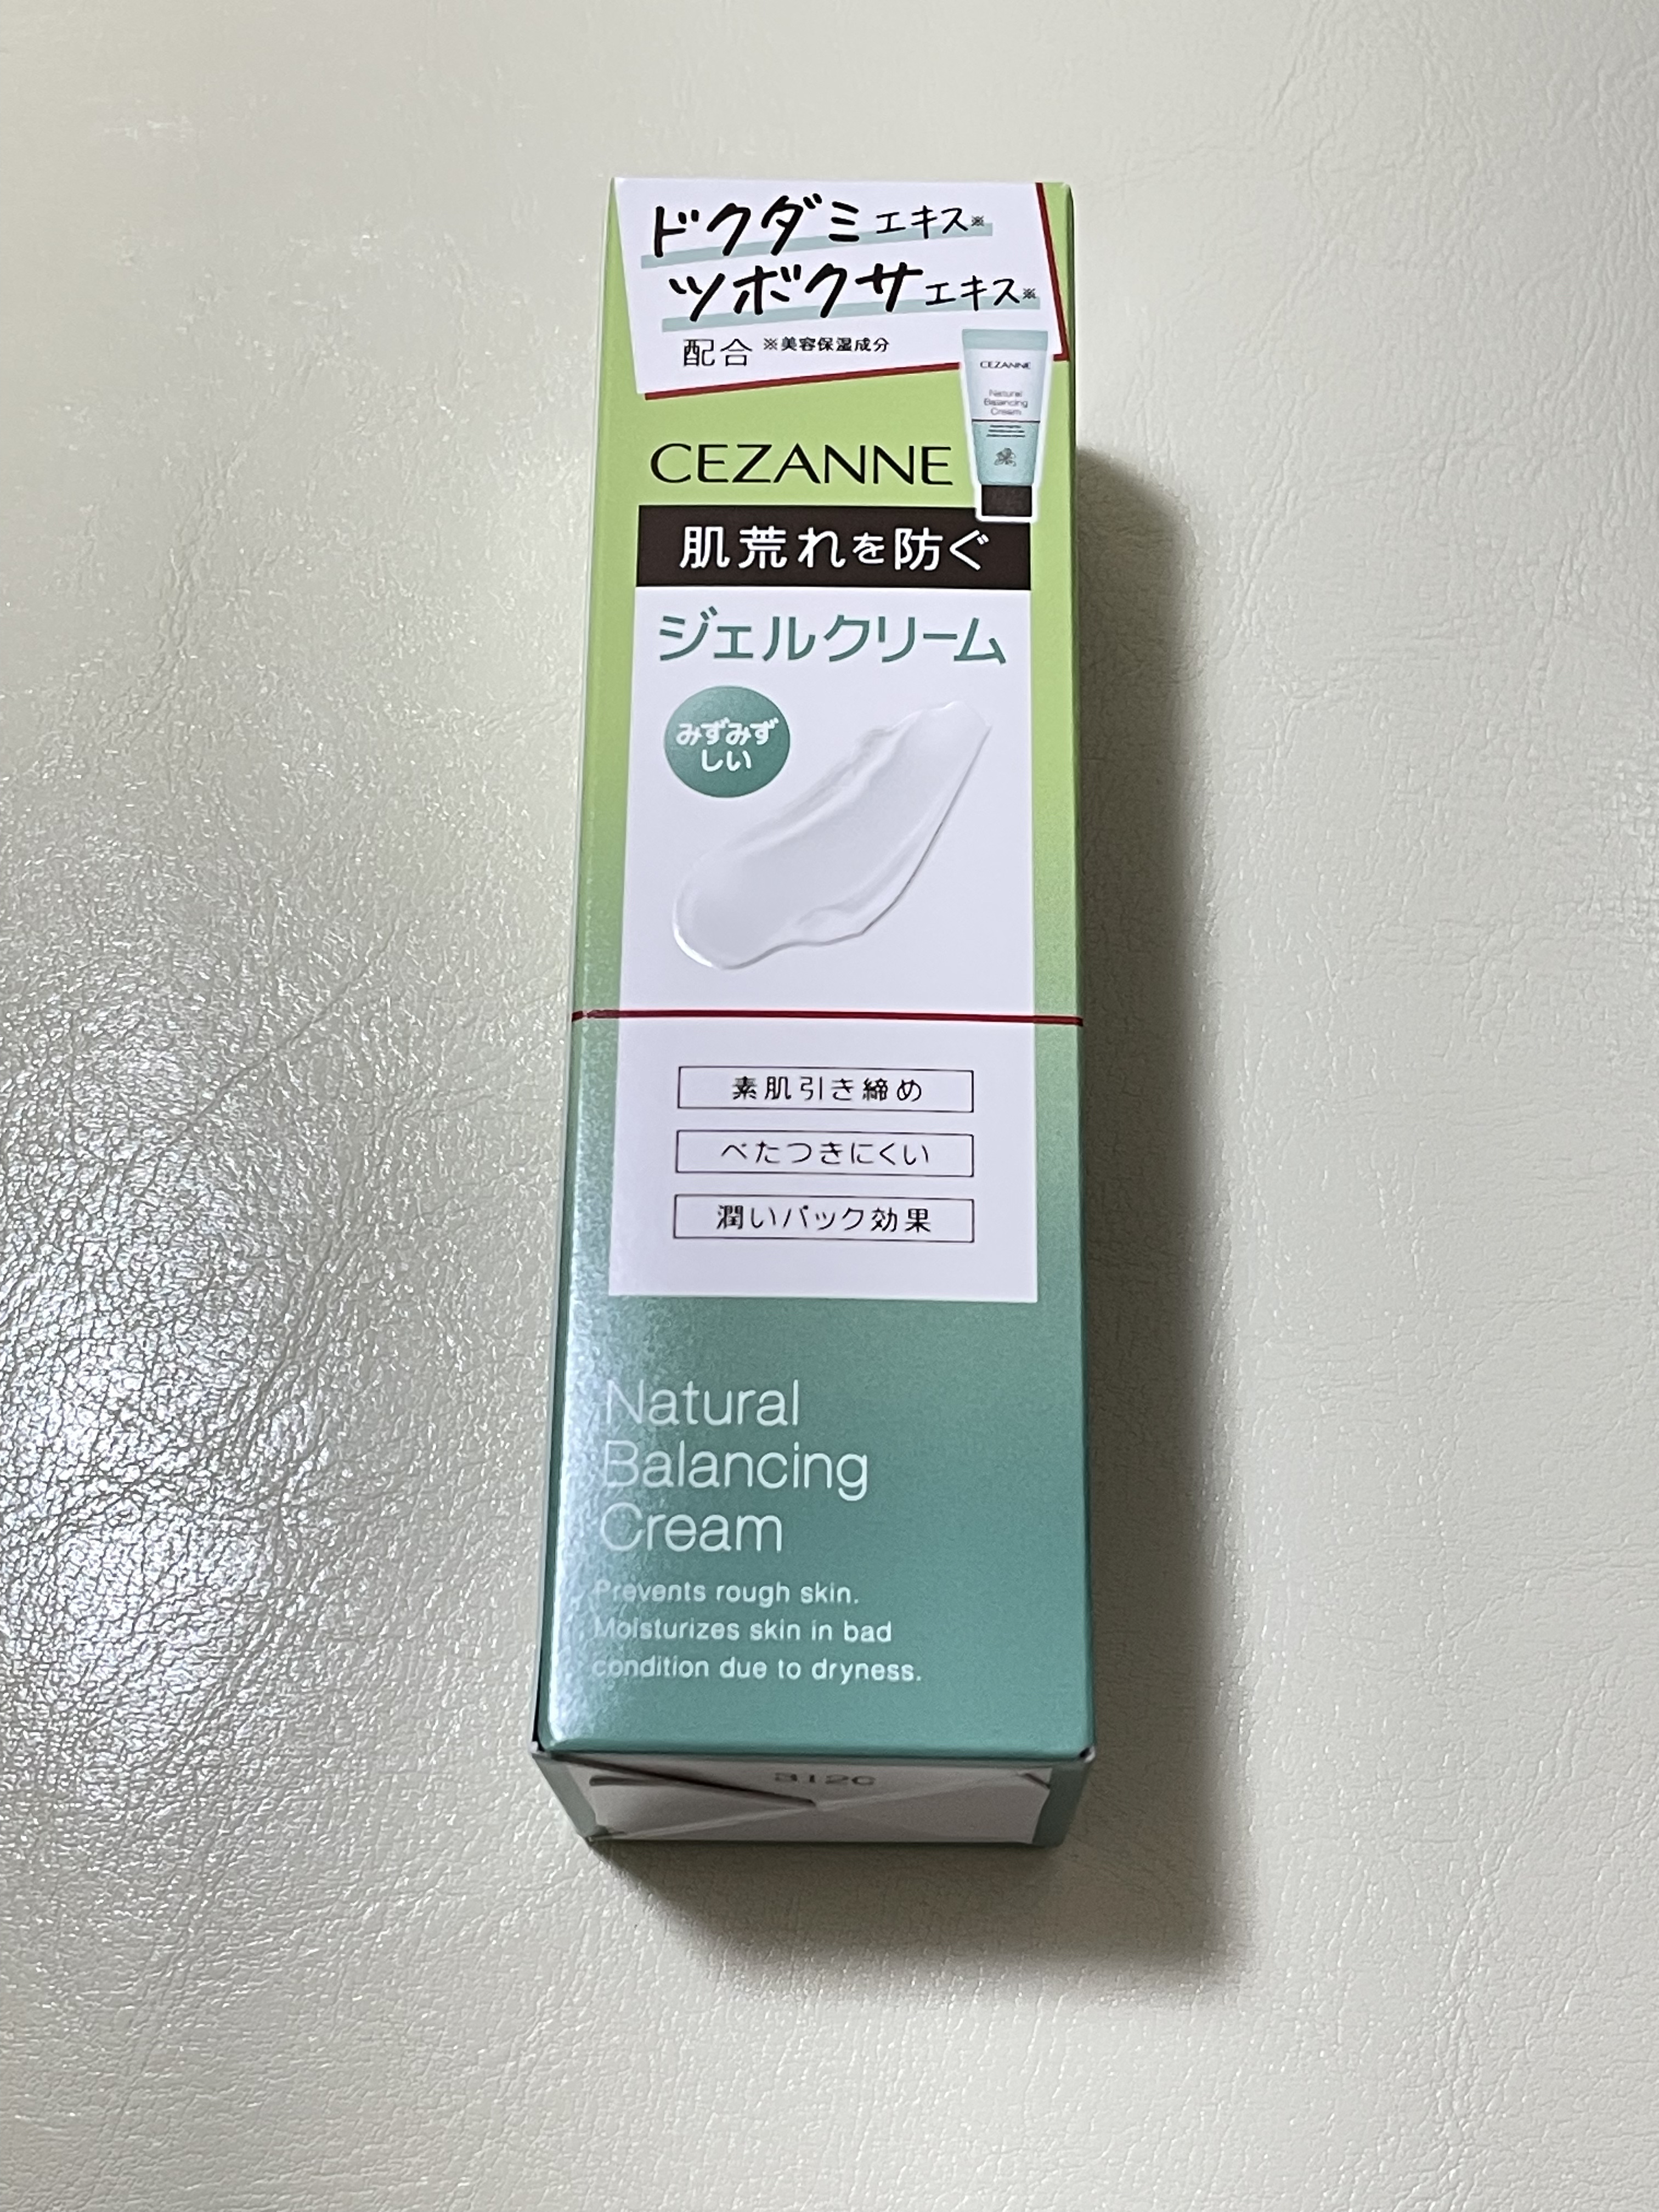 ドクダミエキス※
ツボクサエキス※
配合 ※美容保湿成分
CEZANNE
Natural
Balancing
Cream
CEZANNE
肌荒れを防ぐ
ジェルクリーム
みずみず
しい
素肌引き締め
べたつきにくい
潤いパック効果
Natural
Balancing
Cream
Prevents rough skin.
Moisturizes skin in bad
condition due to dryness.